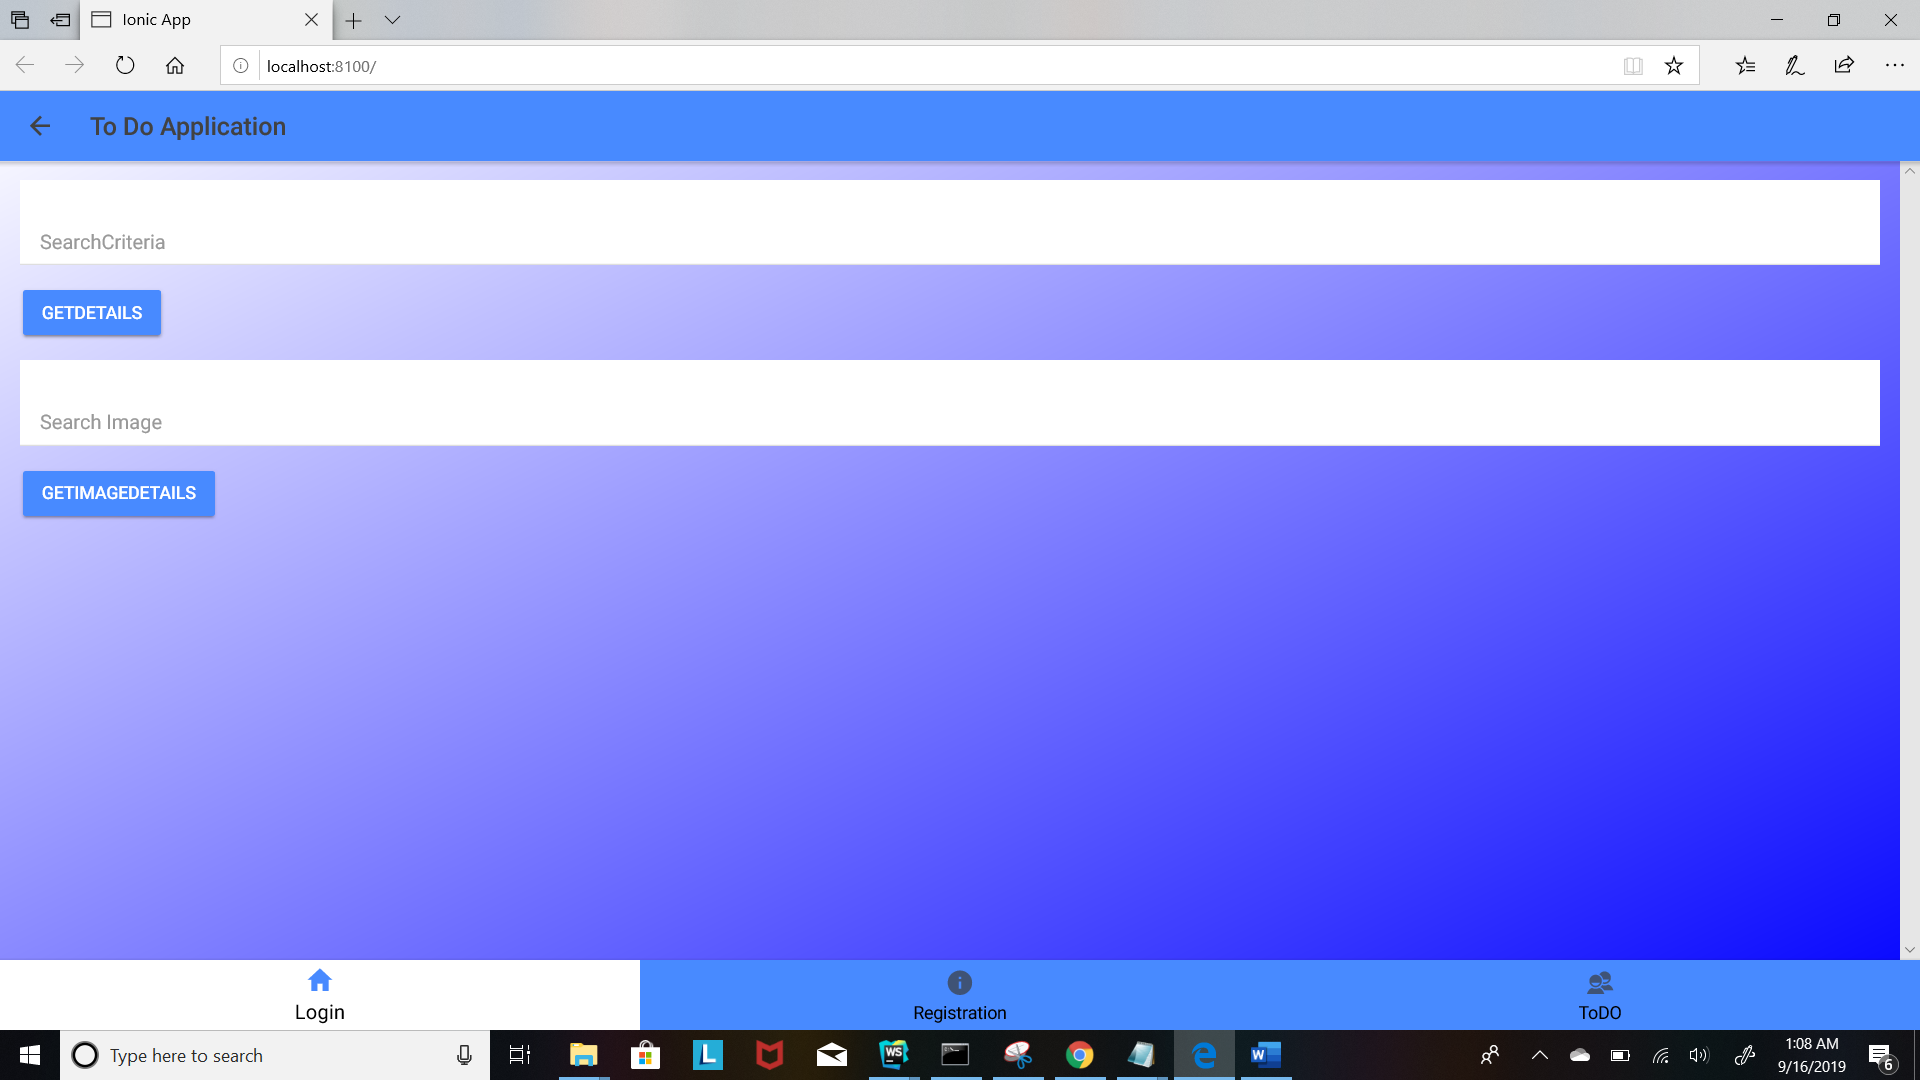 Ionic App
localhost:8100/
To Do Application
SearchCriteria
GETDETAILS
Search Image
GETIMAGEDETAILS
Login
Registration
ToDO
Type here to search
L
WS
W
1:08 AM
9/16/2019
6